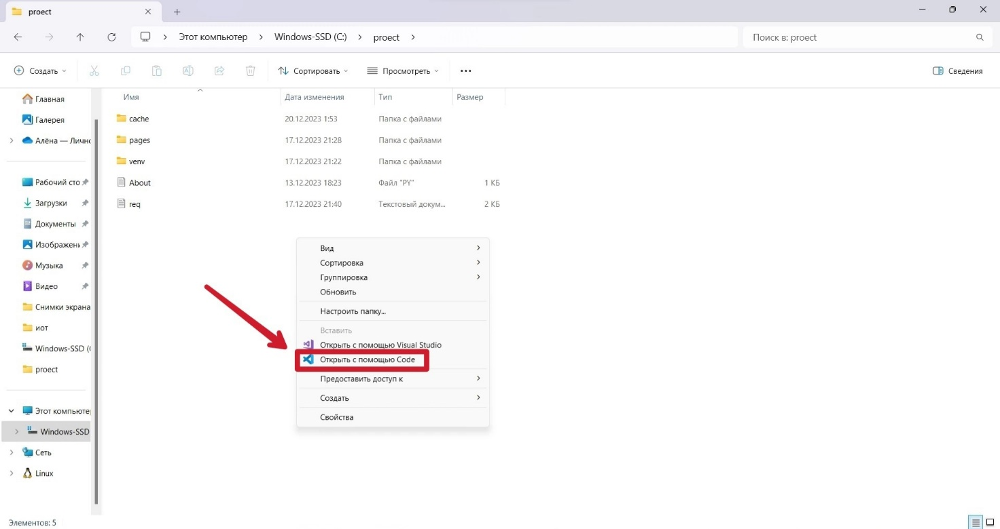 proect
Этот компьютер > Windows-SSD (C:) > proect >
Поиск в: proect
Создать
Сортировать
Просмотреть
Сведения
Главная
Галерея
Алёна — Личнс
Рабочий сто
Загрузки
Документы
Изображени
Музыка
Видео
Снимки экрана
иот
Windows-SSD (
proect
Этот компьютер
Windows-SSD
Сеть
Linux
Имя Дата изменения Тип Размер
cache 20.12.2023 1:53 Папка с файлами
pages 17.12.2023 21:28 Папка с файлами
venv 17.12.2023 21:22 Папка с файлами
About 13.12.2023 18:23 Файл "PY" 1 КБ
req 17.12.2023 21:40 Текстовый докум... 2 КБ
Вид
Сортировка
Группировка
Обновить
Настроить папку...
Вставить
Открыть с помощью Visual Studio
Открыть с помощью Code
Предоставить доступ к
Создать
Свойства
Элементов: 5